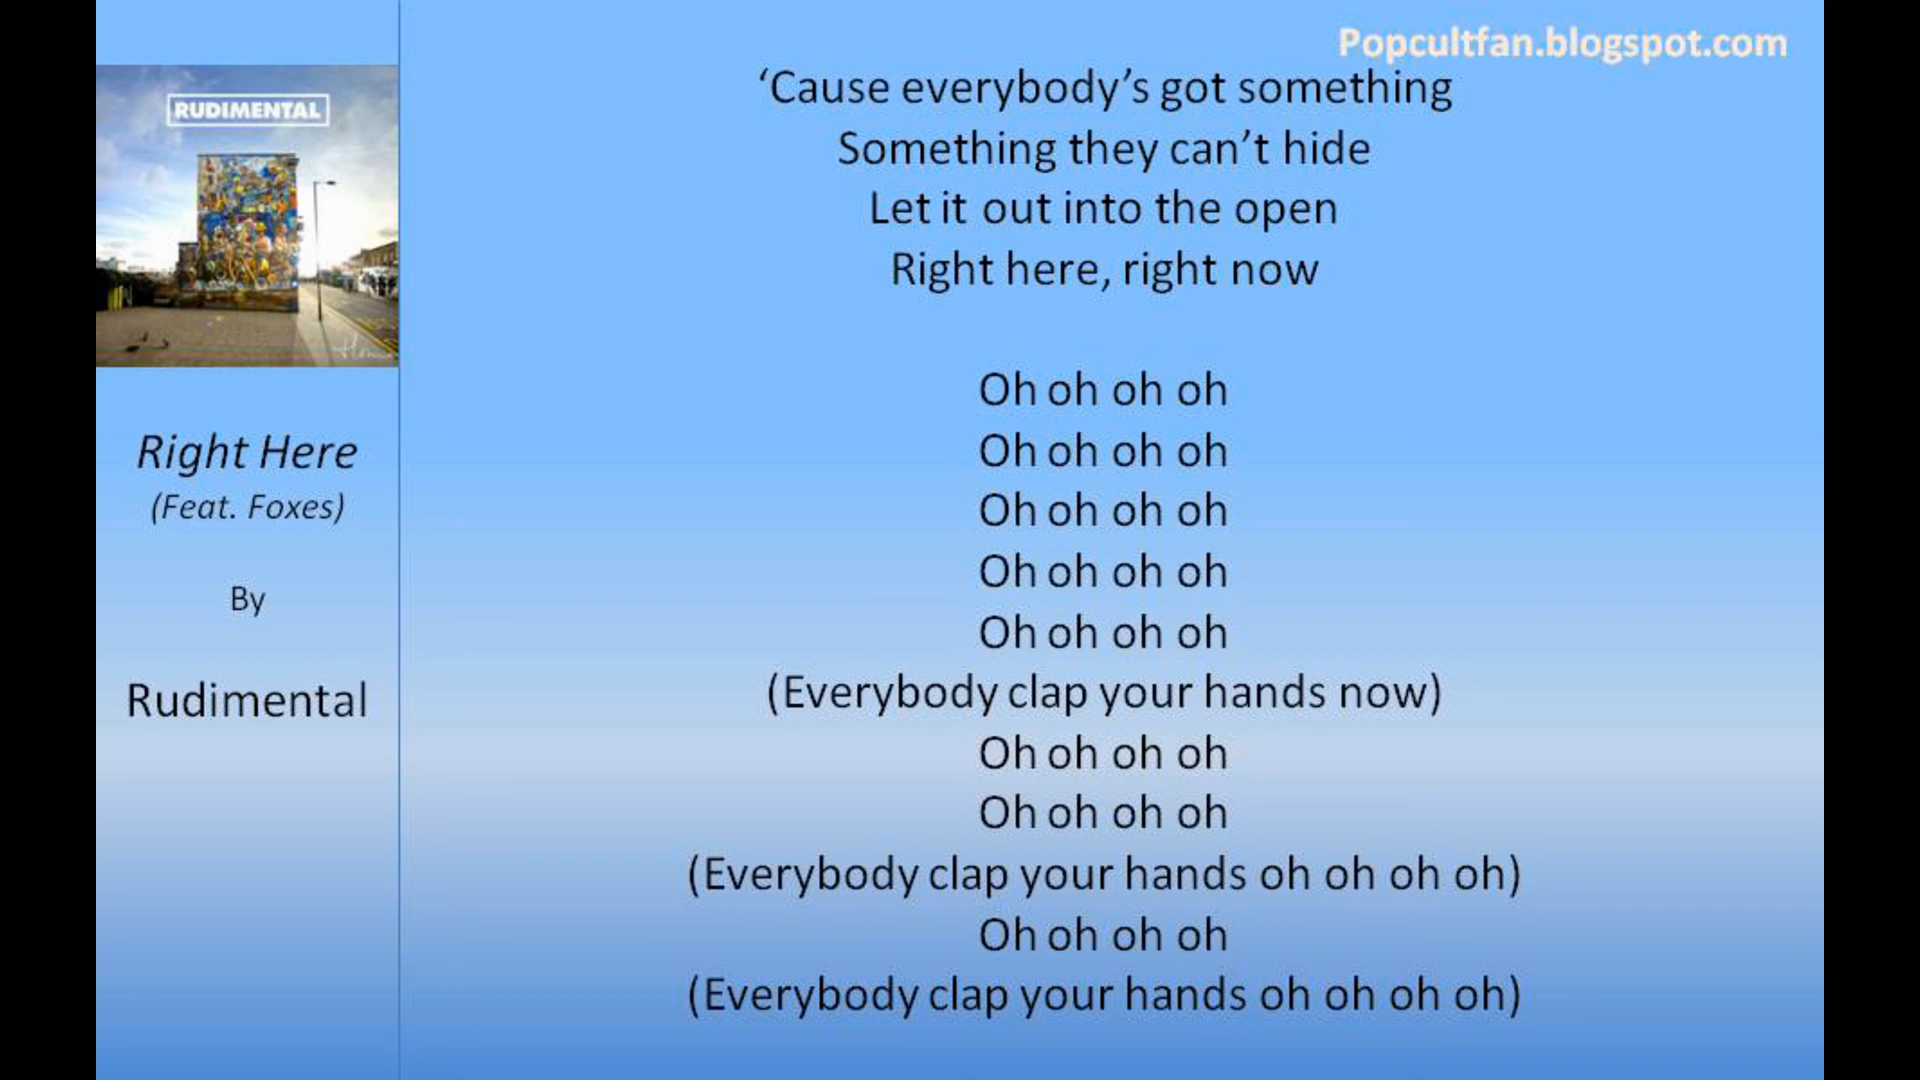 Popcultfan.blogspot.com
RUDIMENTAL
Right Here
(Feat. Foxes)
By
Rudimental
‘Cause everybody’s got something
Something they can’t hide
Let it out into the open
Right here, right now
Oh oh oh oh
Oh oh oh oh
Oh oh oh oh
Oh oh oh oh
Oh oh oh oh
(Everybody clap your hands now)
Oh oh oh oh
Oh oh oh oh
(Everybody clap your hands oh oh oh oh)
Oh oh oh oh
(Everybody clap your hands oh oh oh oh)